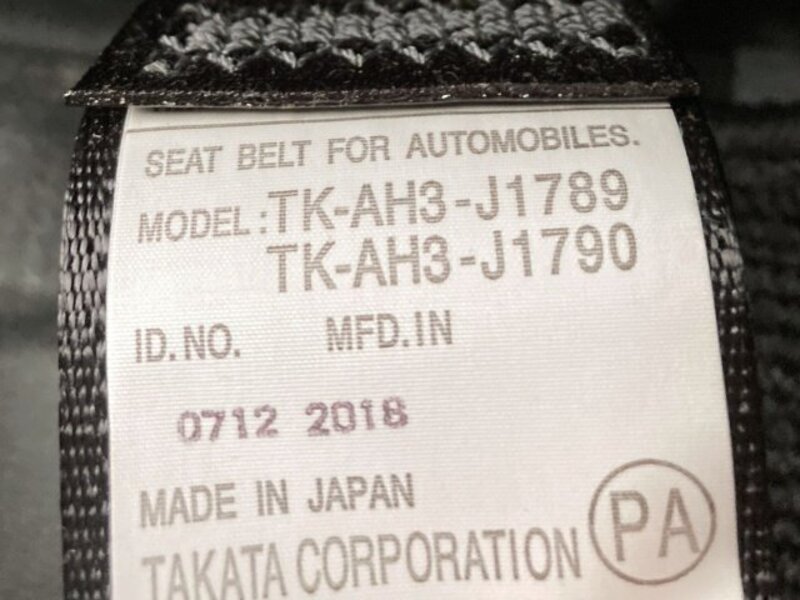 SEAT BELT FOR AUTOMOBILES.
MODEL:TK-AH3-J1789
TK-AH3-J1790
ID.NO. MFD.IN
0712 2018
MADE IN JAPAN
TAKATA CORPORATION PA